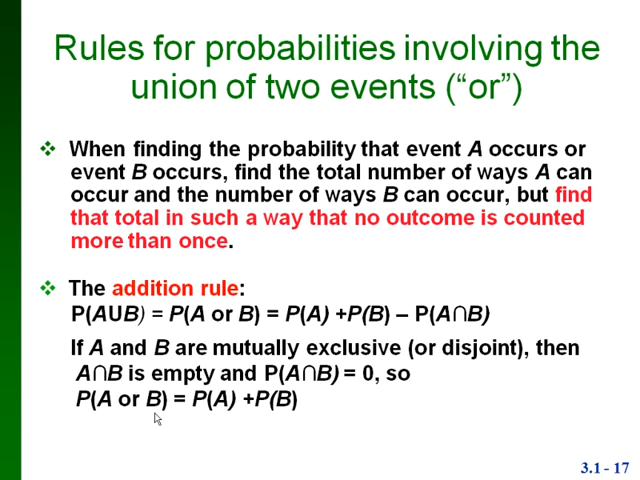 Rules for probabilities involving the
union of two events (“or”)
When finding the probability that event A occurs or
event B occurs, find the total number of ways A can
occur and the number of ways B can occur, but find
that total in such a way that no outcome is counted
more than once.
The addition rule:
P(AUB) = P(A or B) = P(A) +P(B) – P(A∩B)
If A and B are mutually exclusive (or disjoint), then
A∩B is empty and P(A∩B) = 0, so
P(A or B) = P(A) +P(B)
3.1 - 17